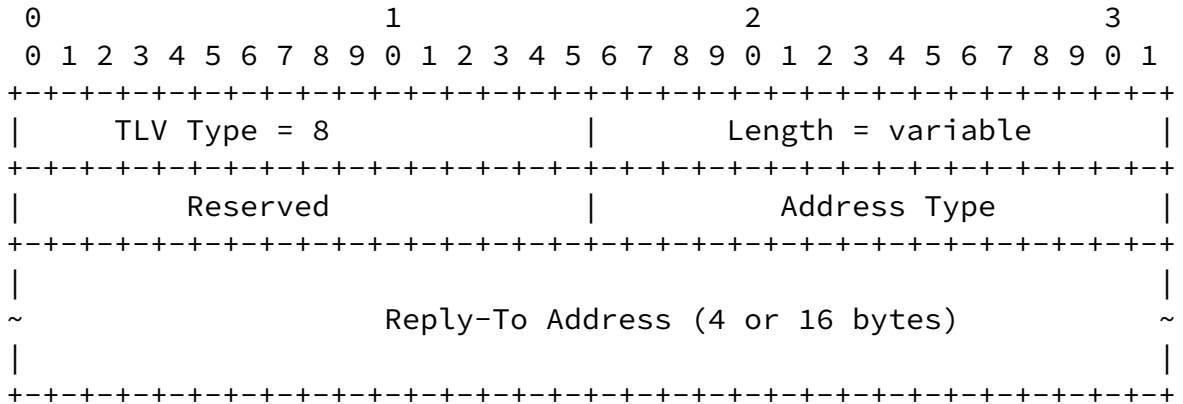 0                   1                   2                   3
 0 1 2 3 4 5 6 7 8 9 0 1 2 3 4 5 6 7 8 9 0 1 2 3 4 5 6 7 8 9 0 1
+-+-+-+-+-+-+-+-+-+-+-+-+-+-+-+-+-+-+-+-+-+-+-+-+-+-+-+-+-+-+-+-+
|     TLV Type = 8              |       Length = variable       |
+-+-+-+-+-+-+-+-+-+-+-+-+-+-+-+-+-+-+-+-+-+-+-+-+-+-+-+-+-+-+-+-+
|         Reserved              |          Address Type         |
+-+-+-+-+-+-+-+-+-+-+-+-+-+-+-+-+-+-+-+-+-+-+-+-+-+-+-+-+-+-+-+-+
|                                                               |
~                    Reply-To Address (4 or 16 bytes)           ~
|                                                               |
+-+-+-+-+-+-+-+-+-+-+-+-+-+-+-+-+-+-+-+-+-+-+-+-+-+-+-+-+-+-+-+-+